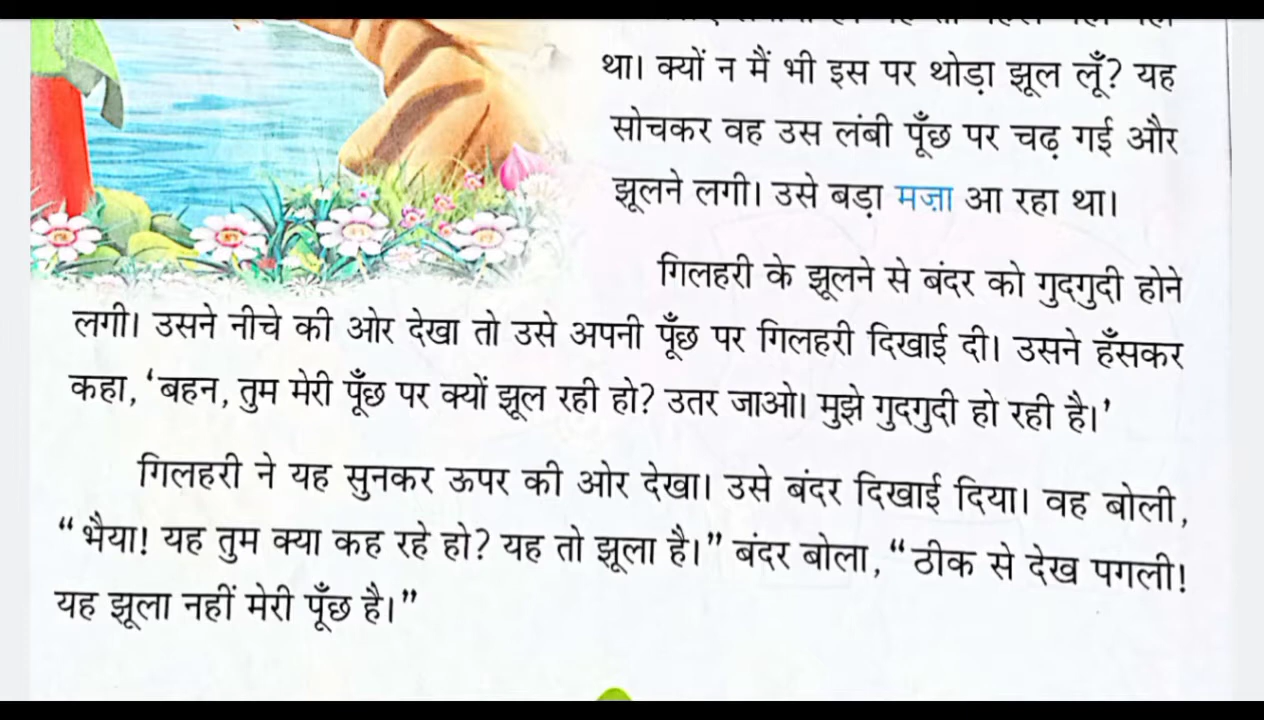 था। क्यों न मैं भी इस पर थोड़ा झूल लूँ? यह
सोचकर वह उस लंबी पूँछ पर चढ़ गई और
झूलने लगी। उसे बड़ा मज़ा आ रहा था।
गिलहरी के झूलने से बंदर को गुदगुदी होने
लगी। उसने नीचे की ओर देखा तो उसे अपनी पूँछ पर गिलहरी दिखाई दी। उसने हँसकर
कहा, ‘बहन, तुम मेरी पूँछ पर क्यों झूल रही हो? उतर जाओ। मुझे गुदगुदी हो रही है।’
गिलहरी ने यह सुनकर ऊपर की ओर देखा। उसे बंदर दिखाई दिया। वह बोली,
“भैया! यह तुम क्या कह रहे हो? यह तो झूला है।” बंदर बोला, “ठीक से देख पगली!
यह झूला नहीं मेरी पूँछ है।”